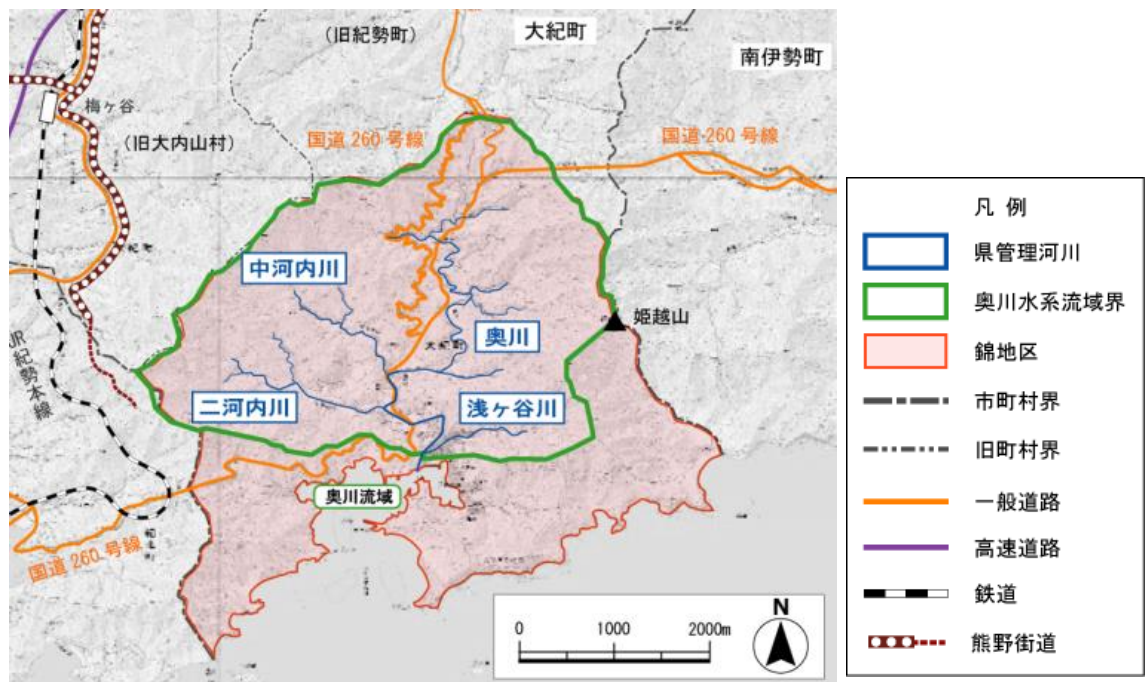 大紀町
（旧紀勢町）
南伊勢町
梅ケ谷
（旧大内山村）
国道 260 号線
国道 260 号線
中河内川
姫越山
奥川
大紀町
JR紀勢本線
二河内川
浅ヶ谷川
奥川流域
国道 260 号線
0 1000 2000m
N
凡 例
県管理河川
奥川水系流域界
錦地区
市町村界
旧町村界
一般道路
高速道路
鉄道
熊野街道